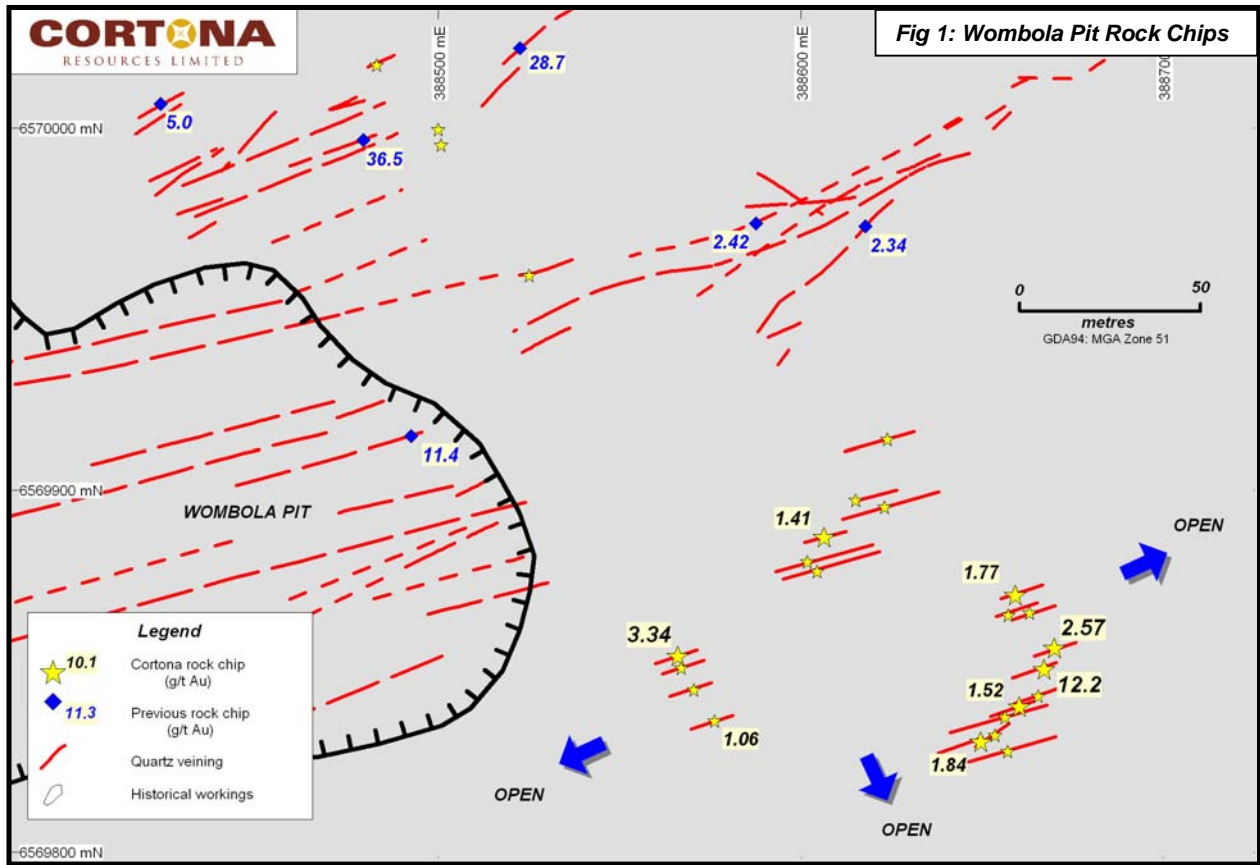 CORTONA
RESOURCES LIMITED
Fig 1: Wombola Pit Rock Chips
388500 mE
388600 mE
28.7
5.0
6570000 mN
36.5
2.42
2.34
0
50
metres
GDA94: MGA Zone 51
11.4
6569900 mN
WOMBOLA PIT
1.41
OPEN
1.77
2.57
3.34
12.2
1.52
1.06
1.84
OPEN
OPEN
Legend
10.1
Cortona rock chip
(g/t Au)
11.3
Previous rock chip
(g/t Au)
Quartz veining
Historical workings
6569800 mN